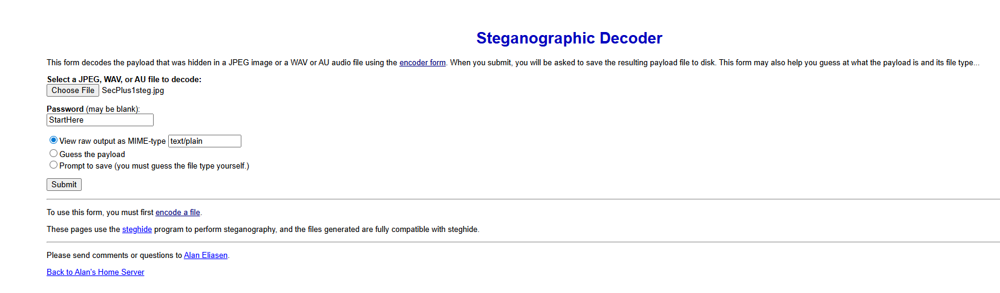 Steganographic Decoder
This form decodes the payload that was hidden in a JPEG image or a WAV or AU audio file using the encoder form. When you submit, you will be asked to save the resulting payload file to disk. This form may also help you guess at what the payload is and its file type...
Select a JPEG, WAV, or AU file to decode:
Choose File SecPlus1steg.jpg
Password (may be blank):
StartHere
View raw output as MIME-type text/plain
Guess the payload
Prompt to save (you must guess the file type yourself.)
Submit
To use this form, you must first encode a file.
These pages use the steghide program to perform steganography, and the files generated are fully compatible with steghide.
Please send comments or questions to Alan Eliasen.
Back to Alan's Home Server